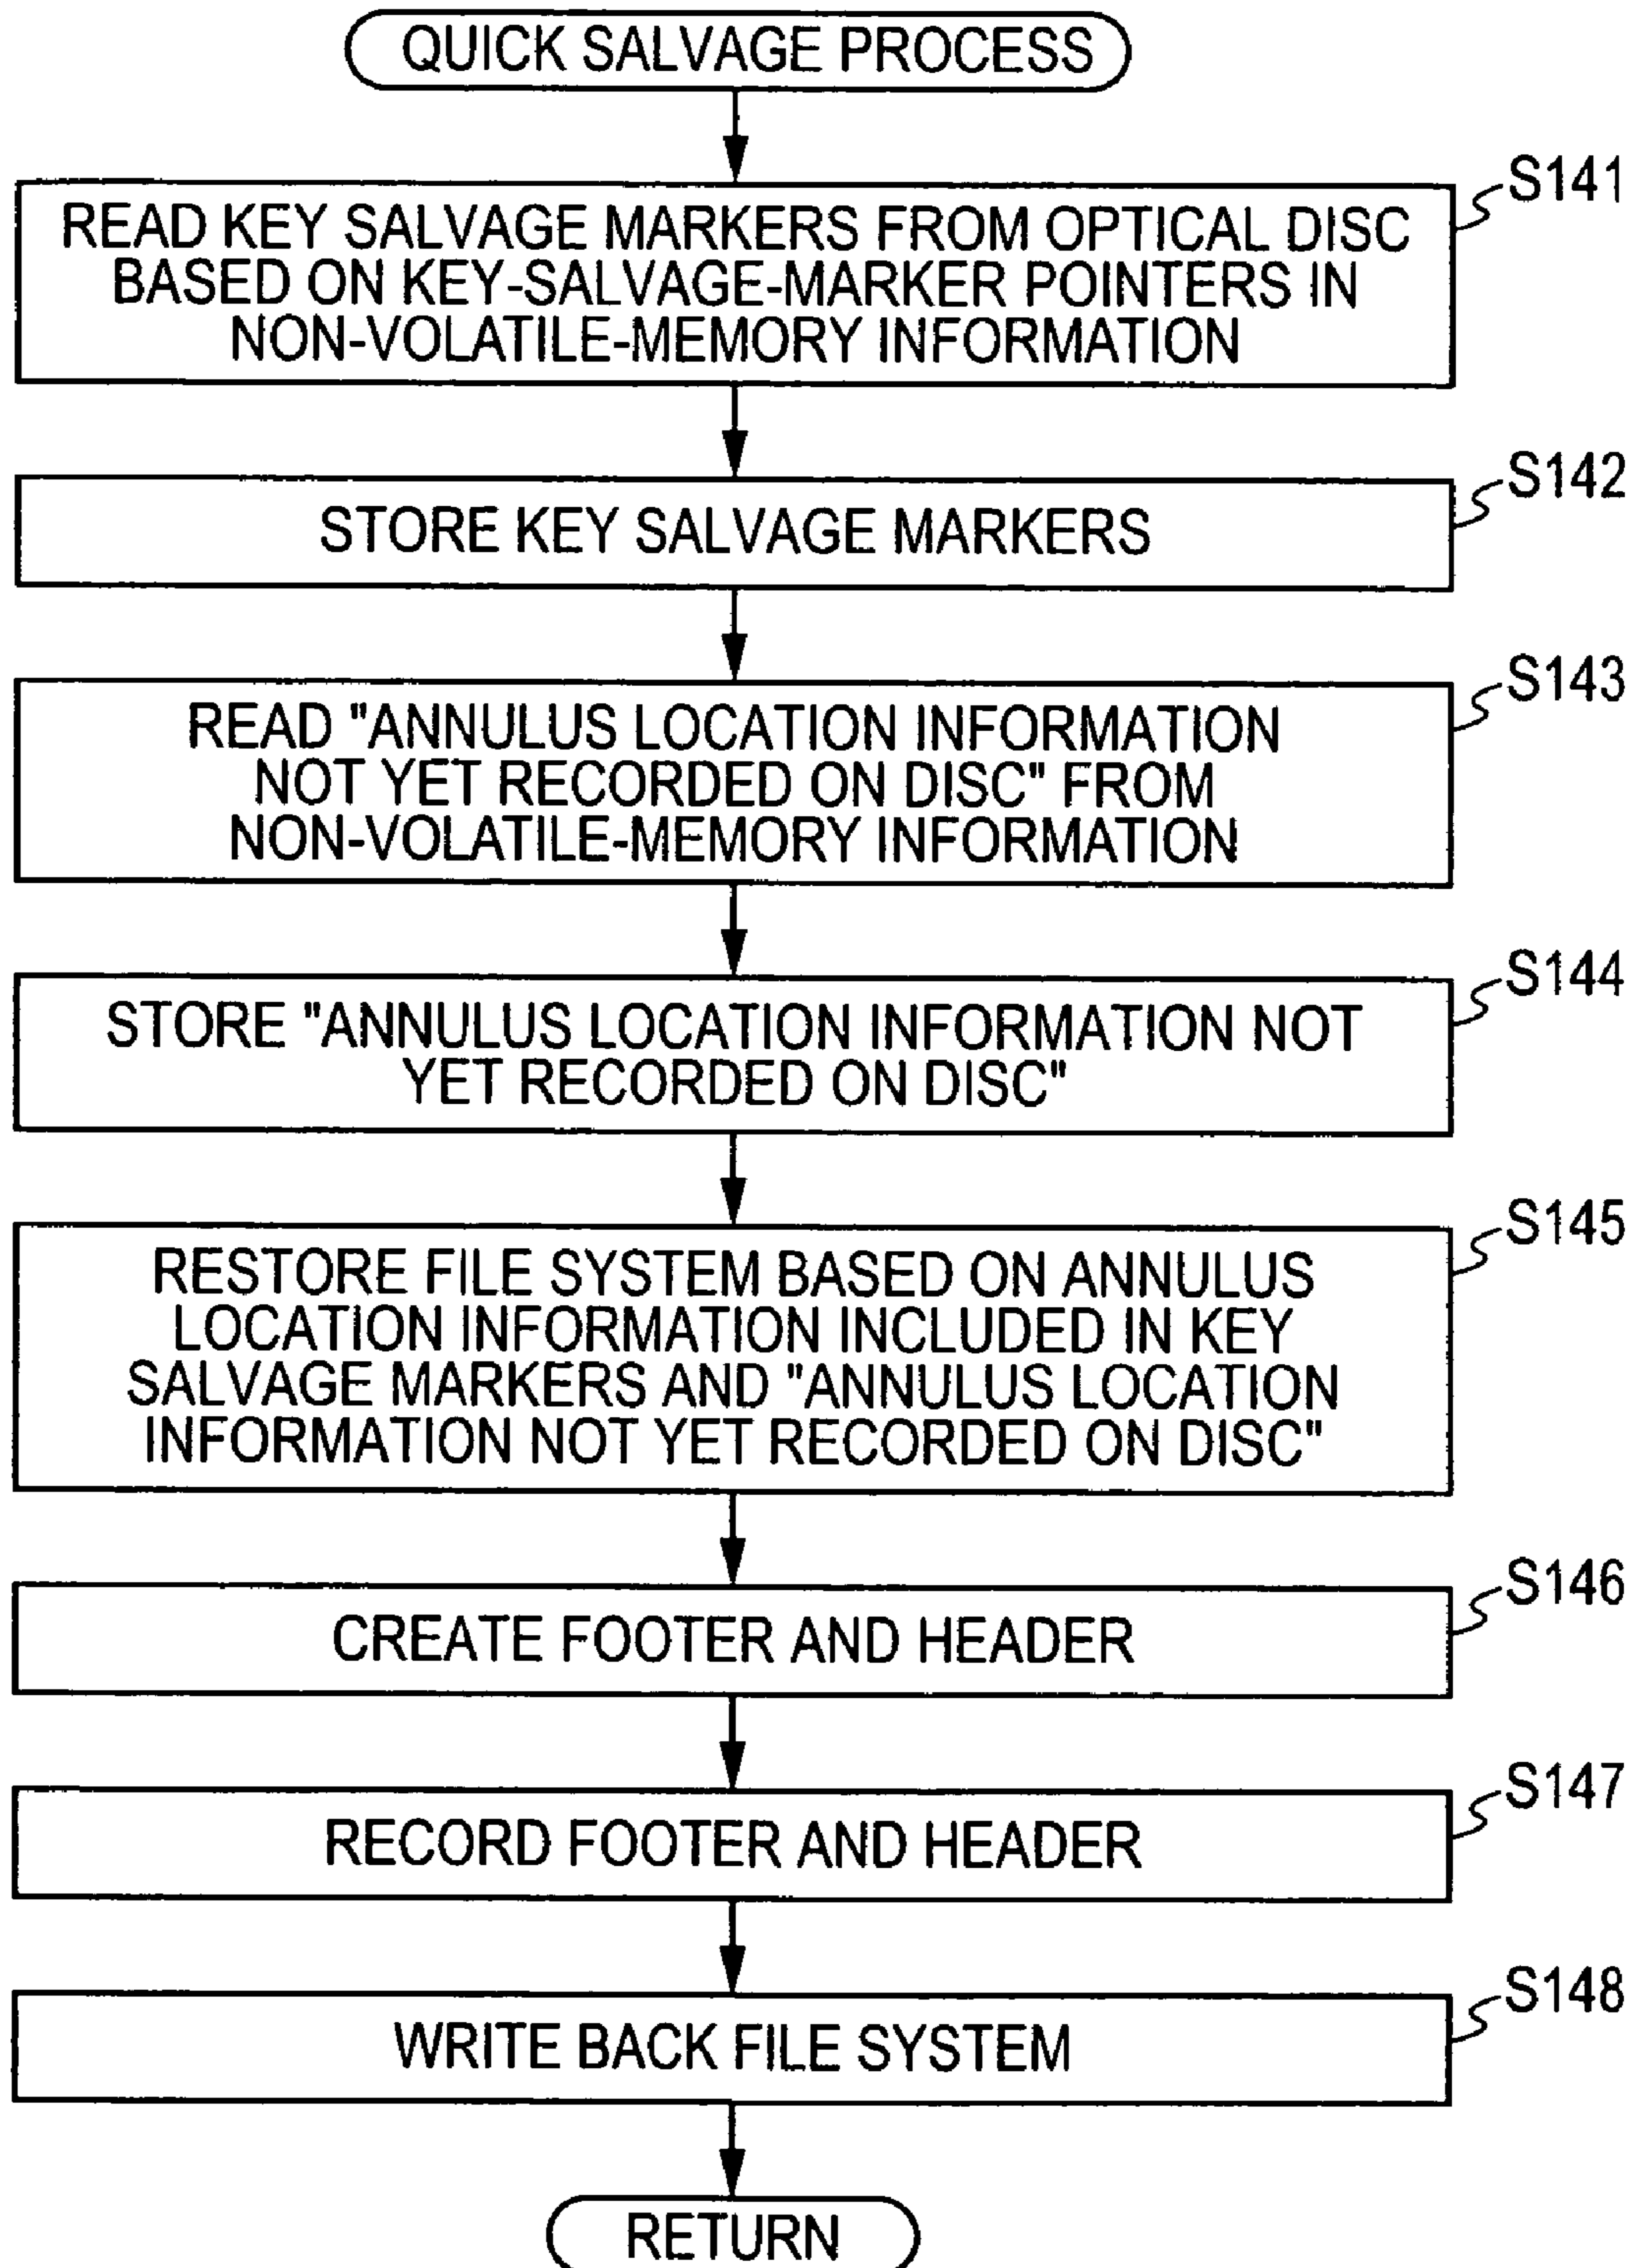 QUICK SALVAGE PROCESS
S141
READ KEY SALVAGE MARKERS FROM OPTICAL DISC
BASED ON KEY-SALVAGE-MARKER POINTERS IN
NON-VOLATILE-MEMORY INFORMATION
S142
STORE KEY SALVAGE MARKERS
S143
READ "ANNULUS LOCATION INFORMATION
NOT YET RECORDED ON DISC" FROM
NON-VOLATILE-MEMORY INFORMATION
S144
STORE "ANNULUS LOCATION INFORMATION NOT
YET RECORDED ON DISC"
S145
RESTORE FILE SYSTEM BASED ON ANNULUS
LOCATION INFORMATION INCLUDED IN KEY
SALVAGE MARKERS AND "ANNULUS LOCATION
INFORMATION NOT YET RECORDED ON DISC"
S146
CREATE FOOTER AND HEADER
S147
RECORD FOOTER AND HEADER
S148
WRITE BACK FILE SYSTEM
RETURN